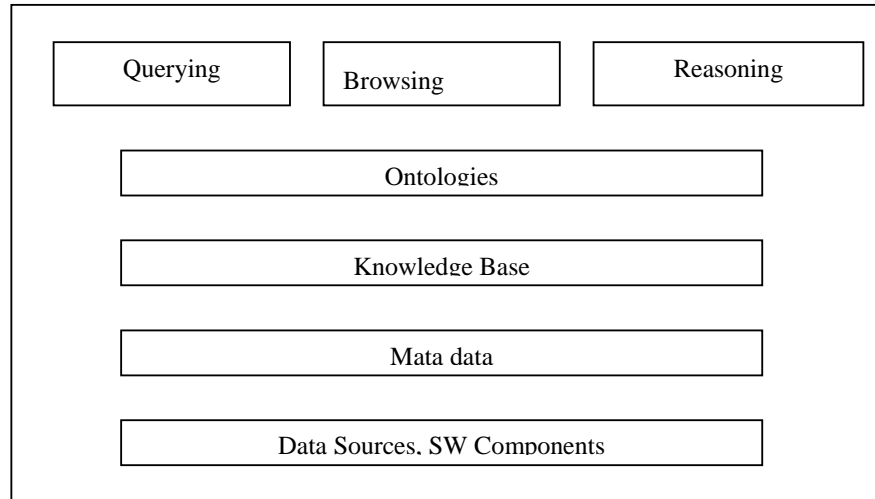 Querying
Browsing
Reasoning
Ontologies
Knowledge Base
Mata data
Data Sources, SW Components